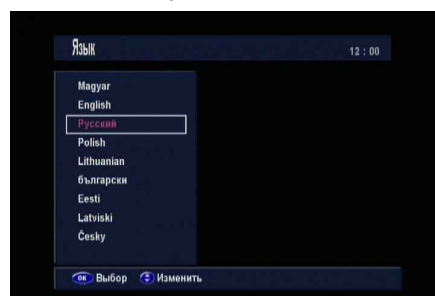 Язык
12 : 00
Magyar
English
Русский
Polish
Lithuanian
български
Eesti
Latviski
Česky
OK Выбор Изменить